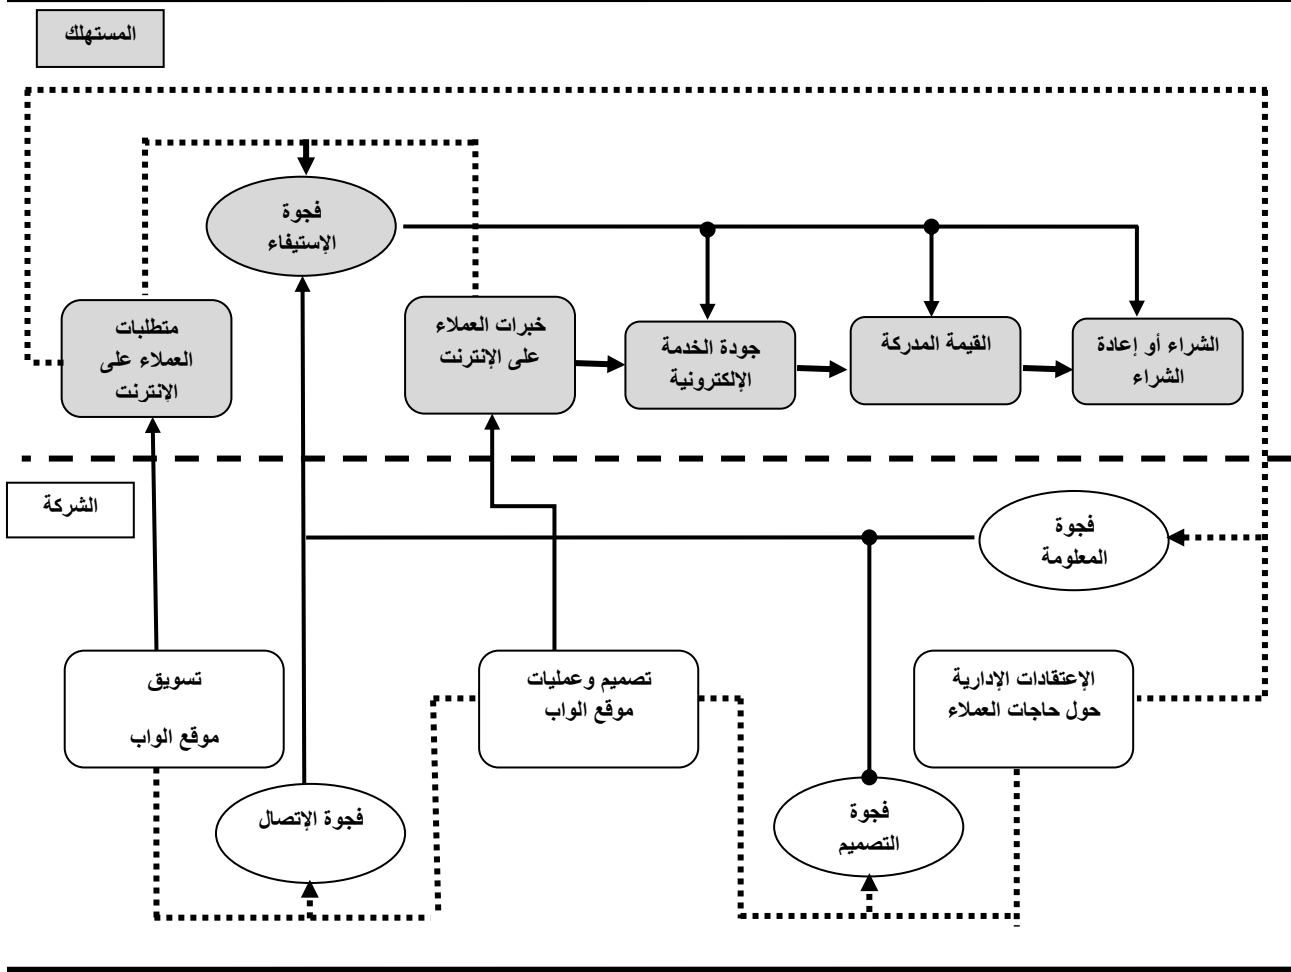 المستهلك
فجوة
الإستيفاء
متطلبات
العملاء على
الإنترنت
خبرات العملاء
على الإنترنت
جودة الخدمة
الإلكترونية
القيمة المدركة
الشراء أو إعادة
الشراء
الشركة
فجوة
المعلومة
تسويق
موقع الواب
تصميم وعمليات
موقع الواب
الإعتقادات الإدارية
حول حاجات العملاء
فجوة الإتصال
فجوة
التصميم